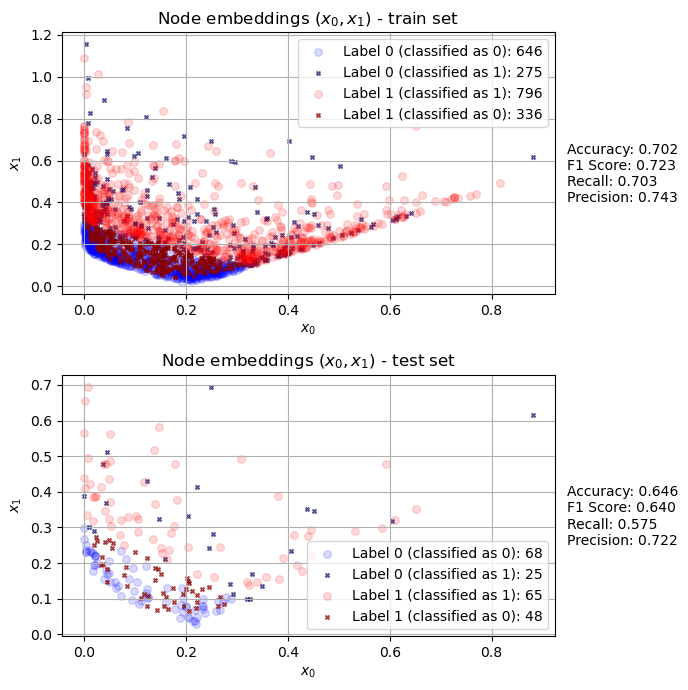 Node embeddings (x₀, x₁) - train set
1.2
1.0
0.8
0.6
0.4
0.2
0.0
x₁
Label 0 (classified as 0): 646
Label 0 (classified as 1): 275
Label 1 (classified as 1): 796
Label 1 (classified as 0): 336
Accuracy: 0.702
F1 Score: 0.723
Recall: 0.703
Precision: 0.743
0.0 0.2 0.4 0.6 0.8
x₀
Node embeddings (x₀, x₁) - test set
0.7
0.6
0.5
0.4
0.3
0.2
0.1
0.0
x₁
Label 0 (classified as 0): 68
Label 0 (classified as 1): 25
Label 1 (classified as 1): 65
Label 1 (classified as 0): 48
Accuracy: 0.646
F1 Score: 0.640
Recall: 0.575
Precision: 0.722
0.0 0.2 0.4 0.6 0.8
x₀